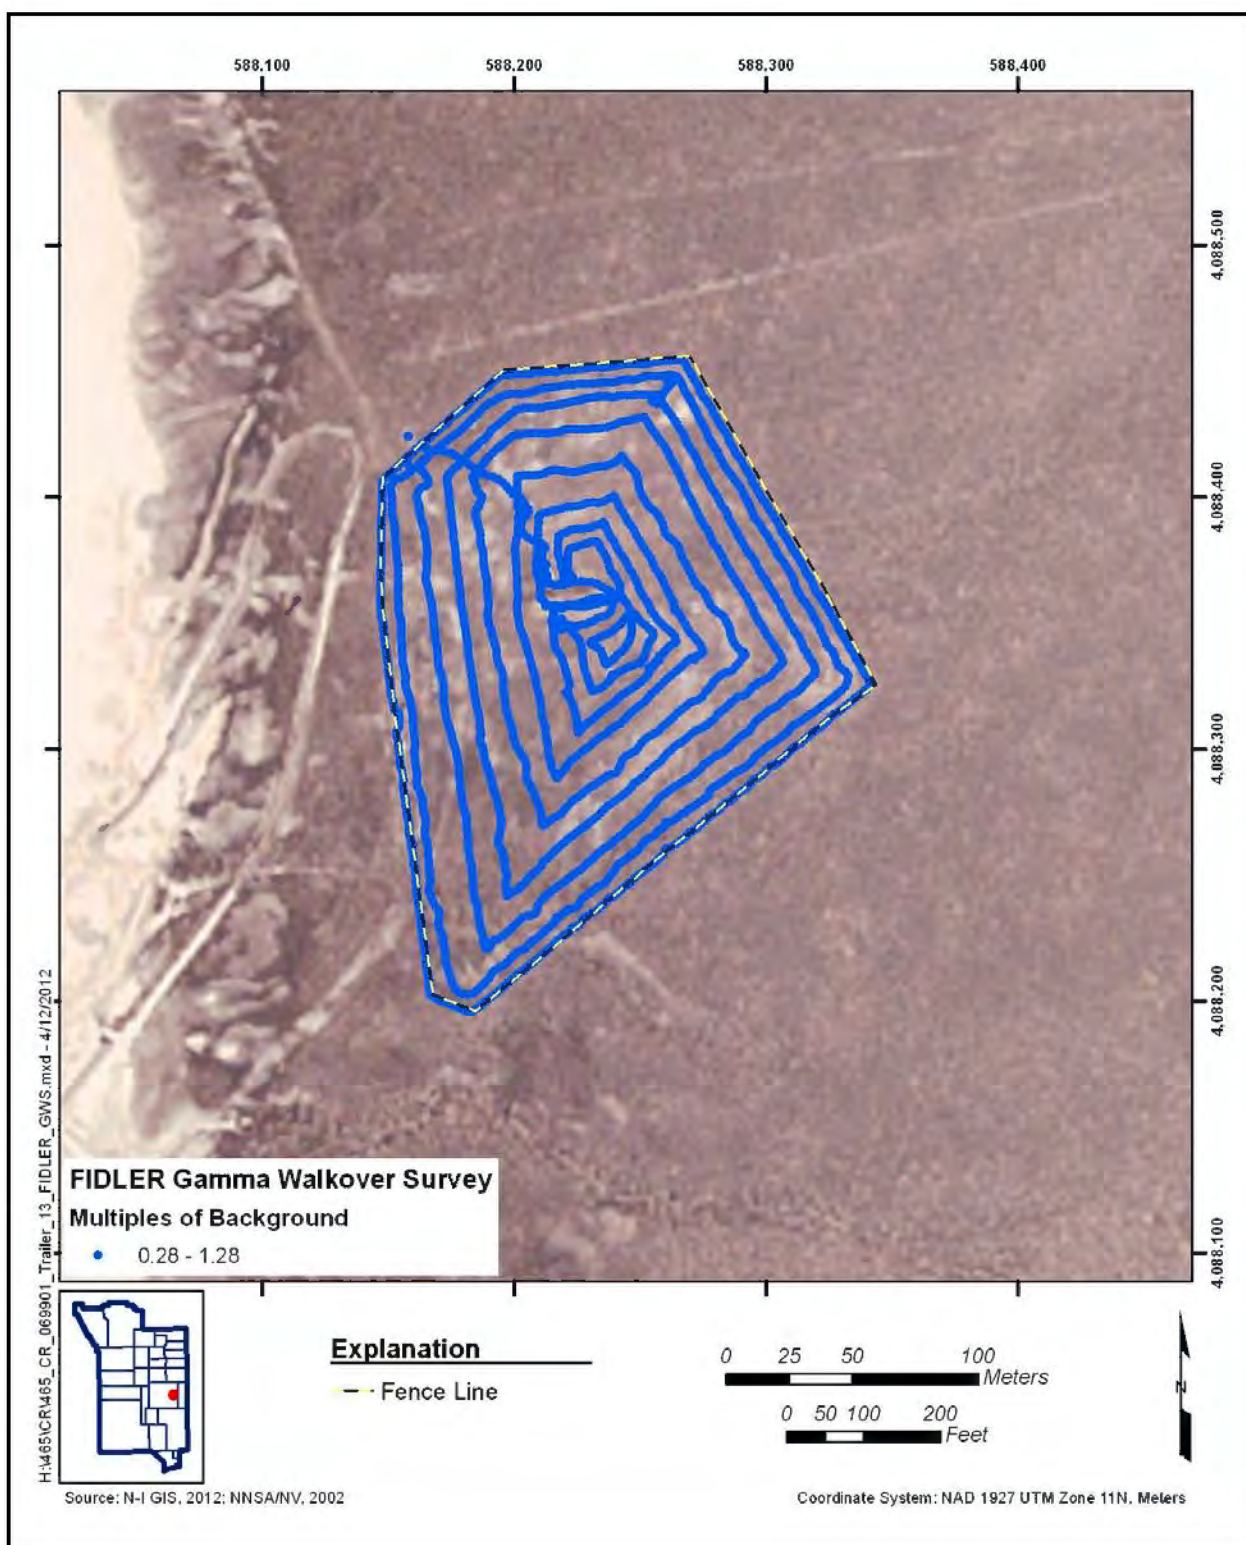 588,100 588,200 588,300 588,400
4,088,500
4,088,400
4,088,300
4,088,200
4,088,100
H:\465\CR\465_CR_069901_Trailer_13_FIDLER_GWS.mxd - 4/12/2012
FIDLER Gamma Walkover Survey
Multiples of Background
0.28 - 1.28
Explanation
Fence Line
0 25 50 100
Meters
0 50 100 200
Feet
N
Source: N-I GIS, 2012; NNSA/NV, 2002
Coordinate System: NAD 1927 UTM Zone 11N, Meters